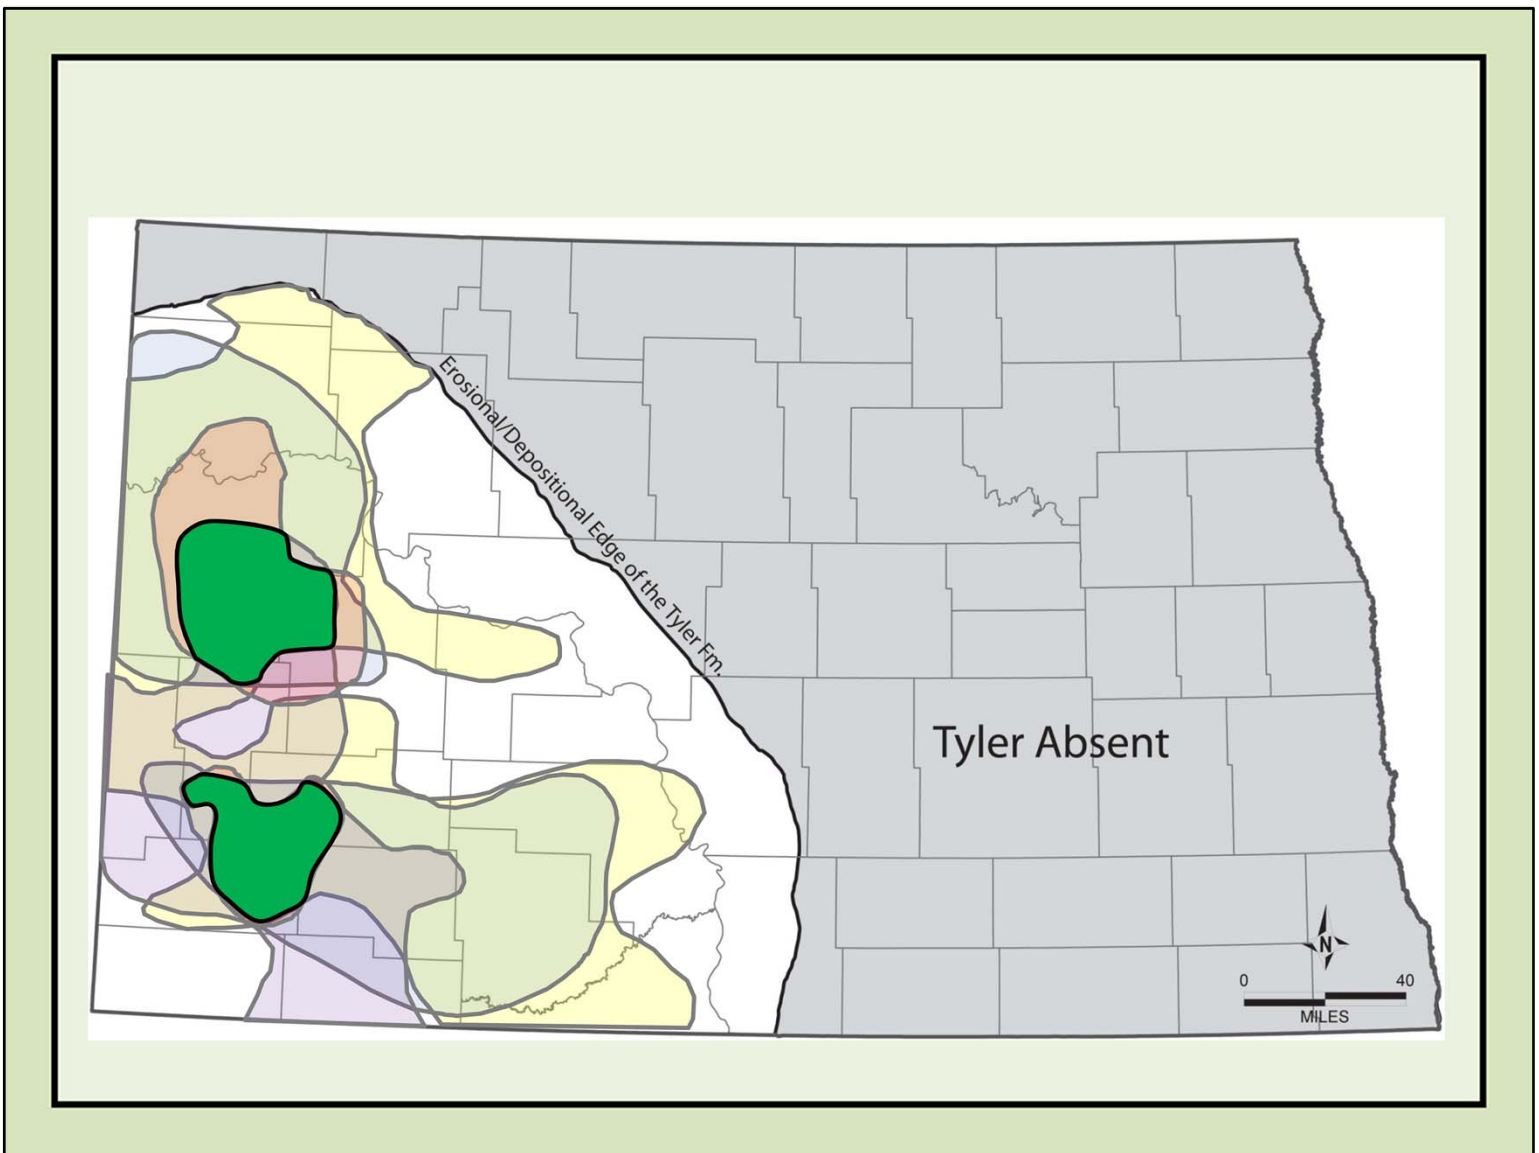 Erosional/Depositional Edge of the Tyler Fm.
Tyler Absent
N
0 40
MILES